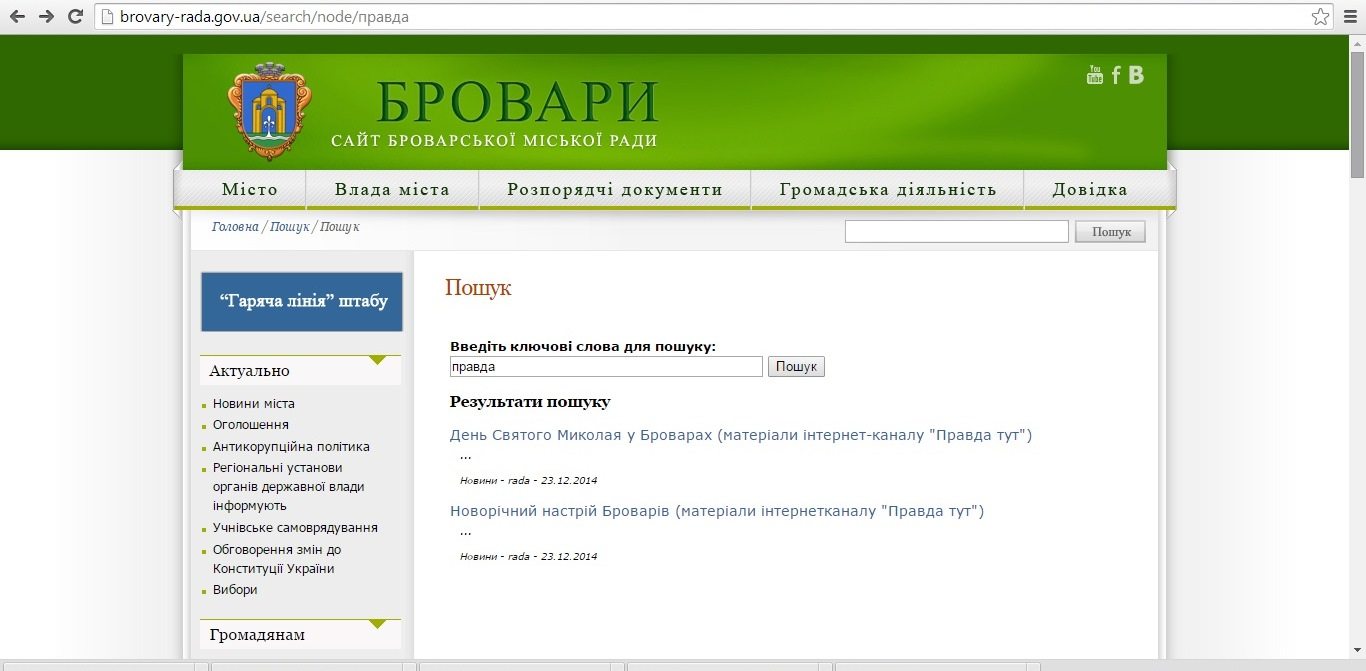 brovary-rada.gov.ua/search/node/правда
You
Tube
БРОВАРИ
САЙТ БРОВАРСЬКОЇ МІСЬКОЇ РАДИ
Місто Влада міста Розпорядчі документи Громадська діяльність Довідка
Головна / Пошук / Пошук
Пошук
“Гаряча лінія” штабу
Актуально
Новини міста
Оголошення
Антикорупційна політика
Регіональні установи
органів державної влади
інформують
Учнівське самоврядування
Обговорення змін до
Конституції України
Вибори
Громадянам
Пошук
Введіть ключові слова для пошуку:
правда Пошук
Результати пошуку
День Святого Миколая у Броварах (матеріали інтернет-каналу "Правда тут")
...
Новини - rada - 23.12.2014
Новорічний настрій Броварів (матеріали інтернетканалу "Правда тут")
...
Новини - rada - 23.12.2014